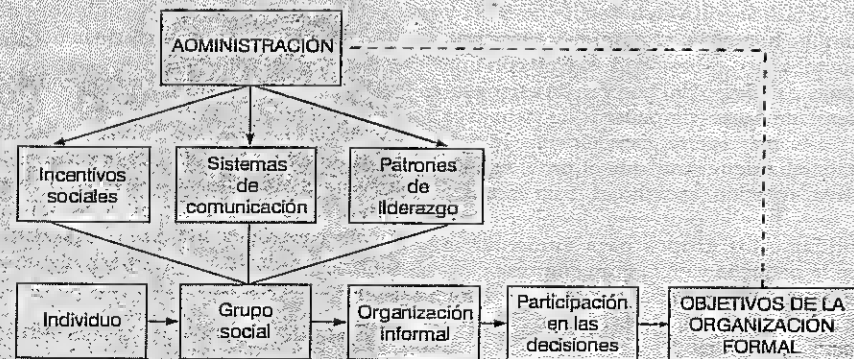 AOMINISTRACIÓN
Incentivos
sociales
Sistemas
de
comunicación
Patrones
de
liderazgo
Individuo
Grupo
social
Organización
informal
Participación
en las
decisiones
OBJETIVOS DE LA
ORGANIZACIÓN
FORMAL